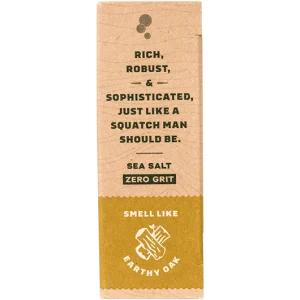 RICH,
ROBUST,
&
SOPHISTICATED,
JUST LIKE A
SQUATCH MAN
SHOULD BE.
SEA SALT
ZERO GRIT
SMELL LIKE
EARTHY OAK